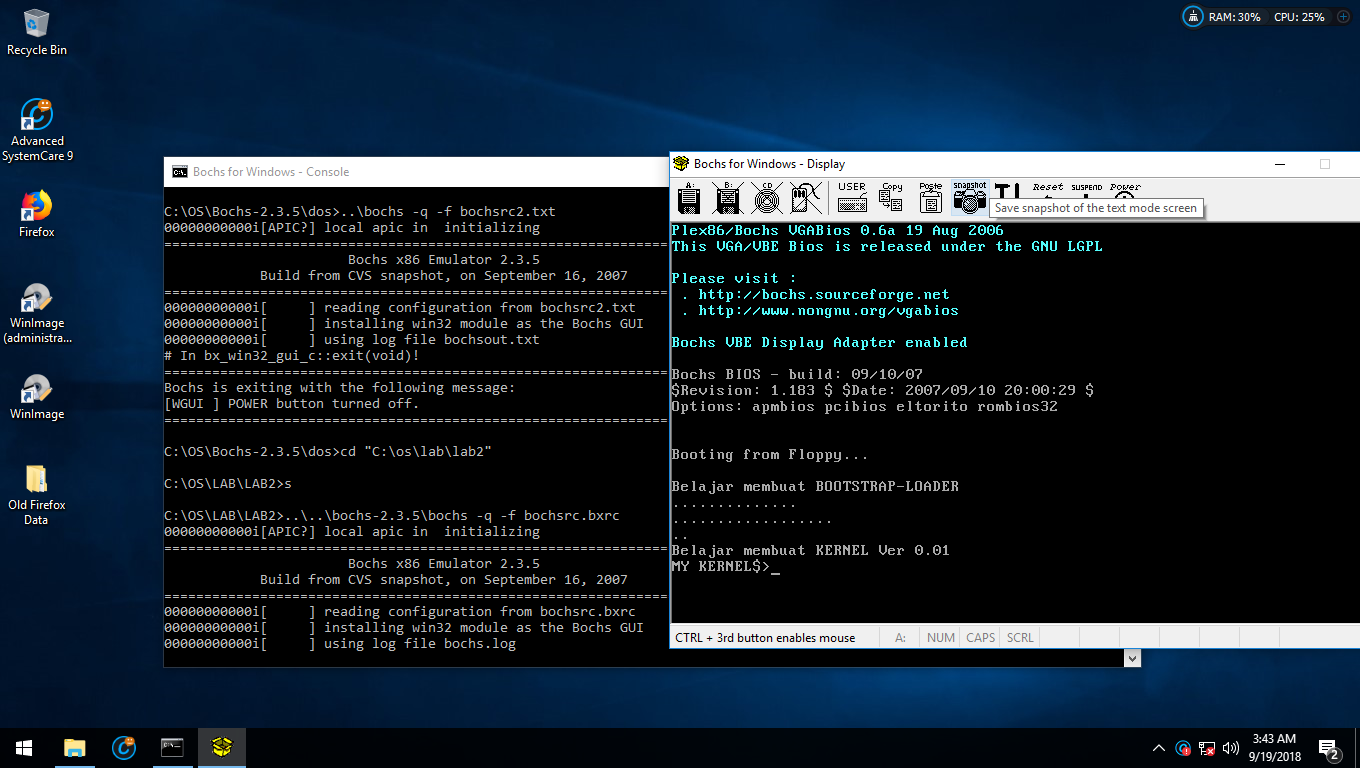 Recycle Bin
Advanced
SystemCare 9
Firefox
WinImage
(administra...
WinImage
Old Firefox
Data
RAM: 30% CPU: 25%
Bochs for Windows - Console
C:\OS\Bochs-2.3.5\dos>..\bochs -q -f bochsrc2.txt
00000000000i[APIC?] local apic in  initializing
========================================================================
Bochs x86 Emulator 2.3.5
Build from CVS snapshot, on September 16, 2007
========================================================================
00000000000i[     ] reading configuration from bochsrc2.txt
00000000000i[     ] installing win32 module as the Bochs GUI
00000000000i[     ] using log file bochsout.txt
# In bx_win32_gui_c::exit(void)!
========================================================================
Bochs is exiting with the following message:
[WGUI ] POWER button turned off.
========================================================================
C:\OS\Bochs-2.3.5\dos>cd "C:\os\lab\lab2"
C:\OS\LAB\LAB2>s
C:\OS\LAB\LAB2>..\..\bochs-2.3.5\bochs -q -f bochsrc.bxrc
00000000000i[APIC?] local apic in  initializing
========================================================================
Bochs x86 Emulator 2.3.5
Build from CVS snapshot, on September 16, 2007
========================================================================
00000000000i[     ] reading configuration from bochsrc.bxrc
00000000000i[     ] installing win32 module as the Bochs GUI
00000000000i[     ] using log file bochs.log
Bochs for Windows - Display
A: B: CD USER Copy Paste snapshot Reset SUSPEND Power
Save snapshot of the text mode screen
Plex86/Bochs VGABios 0.6a 19 Aug 2006
This VGA/VBE Bios is released under the GNU LGPL
Please visit :
. http://bochs.sourceforge.net
. http://www.nongnu.org/vgabios
Bochs VBE Display Adapter enabled
Bochs BIOS - build: 09/10/07
$Revision: 1.183 $ $Date: 2007/09/10 20:00:29 $
Options: apmbios pcibios eltorito rombios32
Booting from Floppy...
Belajar membuat BOOTSTRAP-LOADER
..............
..................
..
Belajar membuat KERNEL Ver 0.01
MY KERNEL$>_
CTRL + 3rd button enables mouse A: NUM CAPS SCRL
3:43 AM
9/19/2018
2